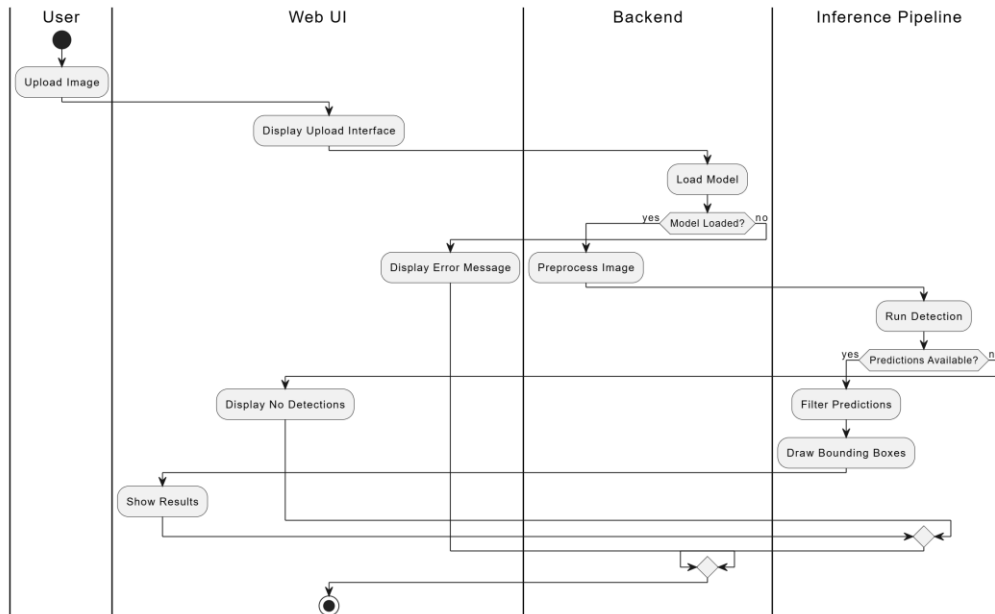 User
Web UI
Backend
Inference Pipeline
Upload Image
Display Upload Interface
Load Model
yes
Model Loaded?
no
Display Error Message
Preprocess Image
Run Detection
yes
Predictions Available?
n
Display No Detections
Filter Predictions
Draw Bounding Boxes
Show Results